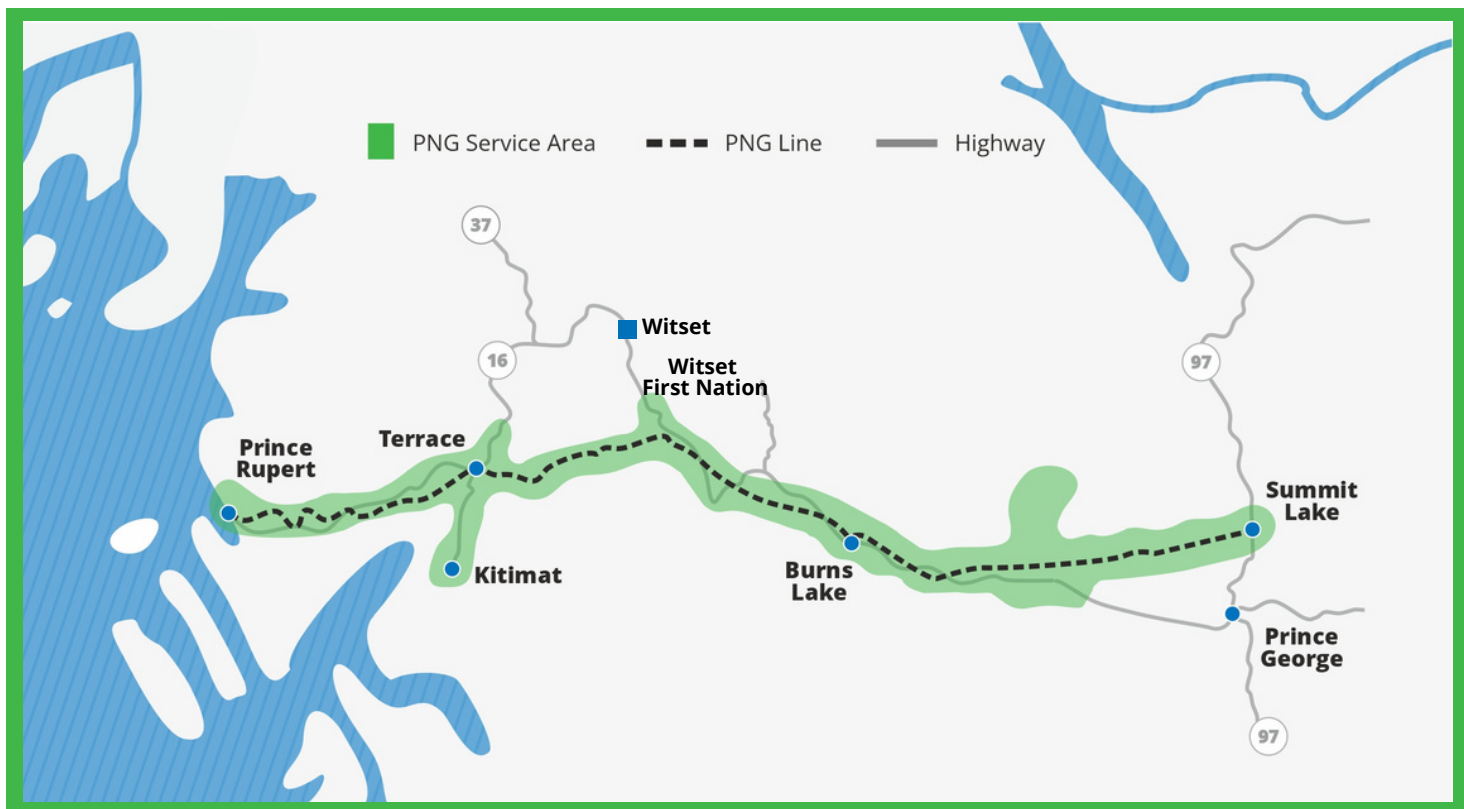 PNG Service Area
PNG Line
Highway
37
Witset
16
Witset
First Nation
97
Terrace
Prince
Rupert
Summit
Lake
Kitimat
Burns
Lake
Prince
George
97